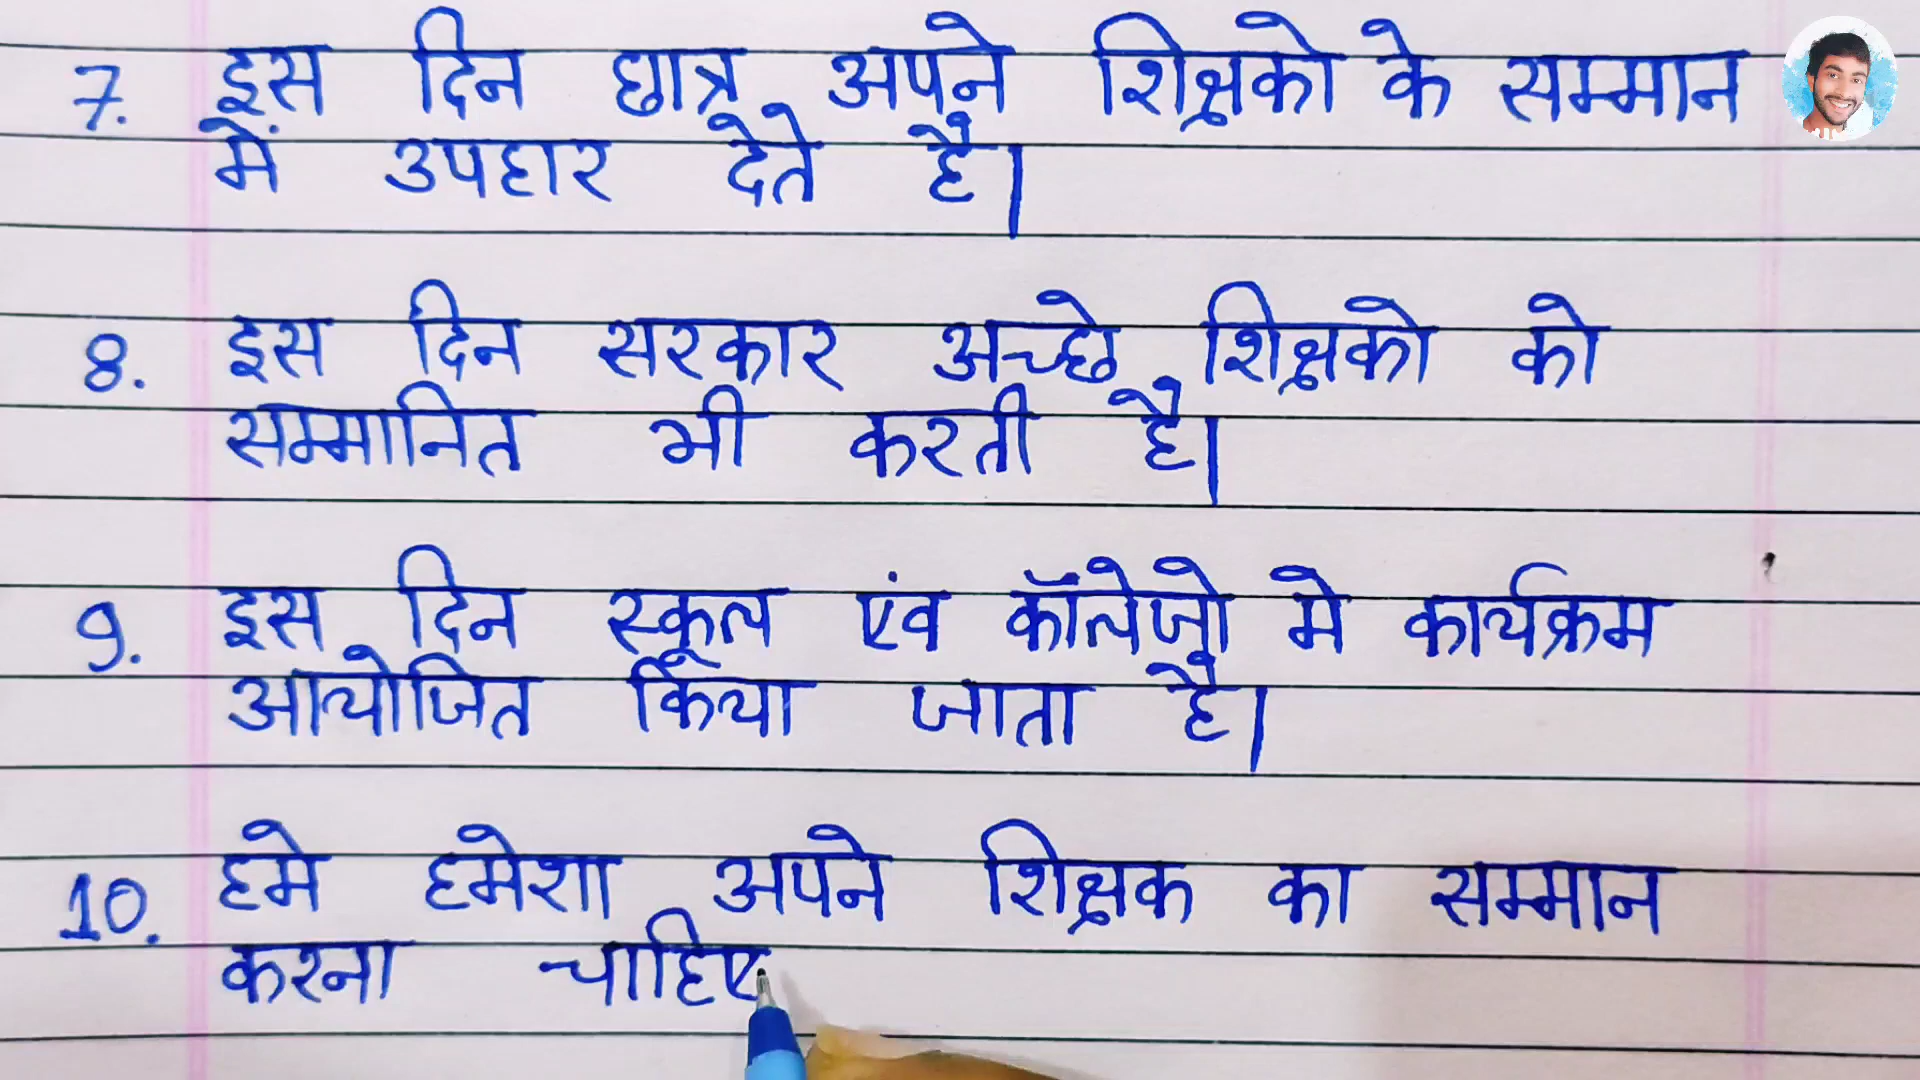 7. इस दिन छात्र अपने शिक्षको के सम्मान
में उपहार देते है।
8. इस दिन सरकार अच्छे शिक्षको को
सम्मानित भी करती है।
9. इस दिन स्कूल एंव कॉलेजो मे कार्यक्रम
आयोजित किया जाता है।
10. हमे हमेशा अपने शिक्षक का सम्मान
करना चाहिए